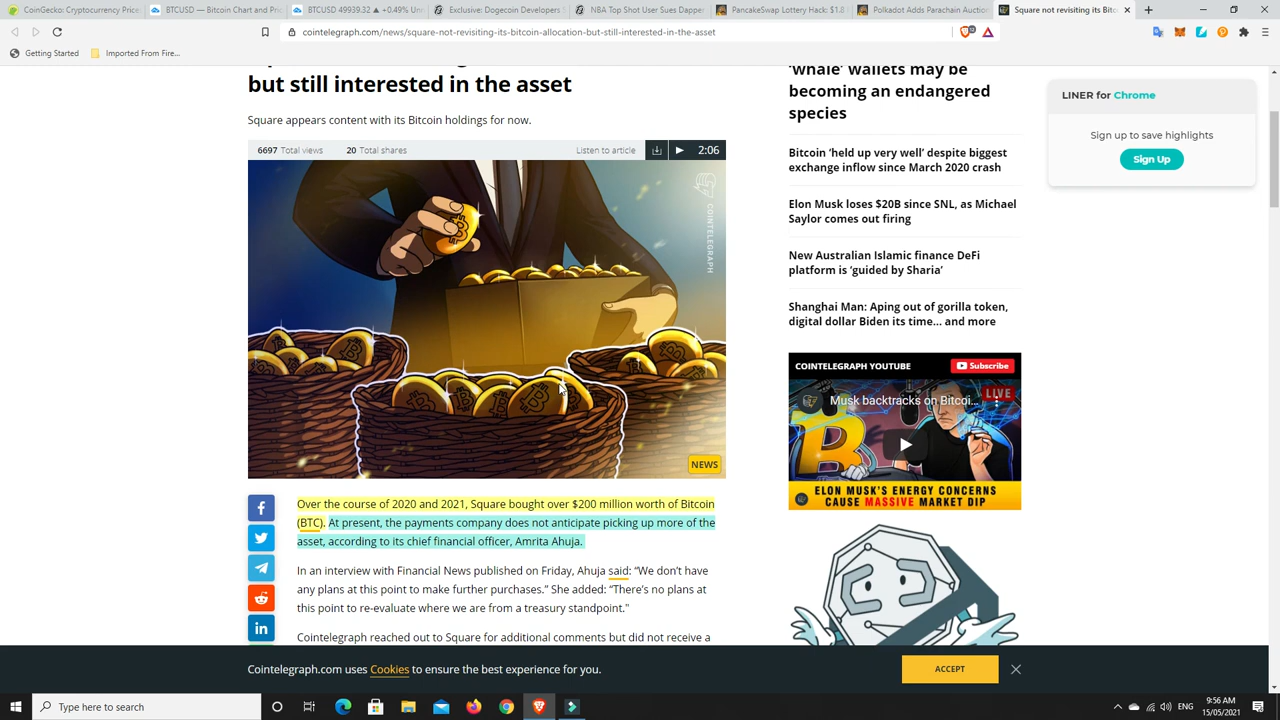 CoinGecko: Cryptocurrency Price
BTCUSD — Bitcoin Chart and Pri
BTCUSD 49939.32 ▲ +0.49% Un
Exclusive: Dogecoin Developers
NBA Top Shot User Sues Dapper
PancakeSwap Lottery Hack: $1.8
Polkadot Adds Parachain Auction
Square not revisiting its Bitc
cointelegraph.com/news/square-not-revisiting-its-bitcoin-allocation-but-still-interested-in-the-asset
Getting Started
Imported From Fire...
but still interested in the asset
Square appears content with its Bitcoin holdings for now.
6697 Total views
20 Total shares
Listen to article
2:06
COINTELEGRAPH
NEWS
Over the course of 2020 and 2021, Square bought over $200 million worth of Bitcoin
(BTC). At present, the payments company does not anticipate picking up more of the
asset, according to its chief financial officer, Amrita Ahuja.
In an interview with Financial News published on Friday, Ahuja said: “We don’t have
any plans at this point to make further purchases.” She added: “There’s no plans at
this point to re-evaluate where we are from a treasury standpoint."
Cointelegraph reached out to Square for additional comments but did not receive a
‘whale’ wallets may be
becoming an endangered
species
Bitcoin ‘held up very well’ despite biggest
exchange inflow since March 2020 crash
Elon Musk loses $20B since SNL, as Michael
Saylor comes out firing
New Australian Islamic finance DeFi
platform is ‘guided by Sharia’
Shanghai Man: Aping out of gorilla token,
digital dollar Biden its time… and more
COINTELEGRAPH YOUTUBE
Subscribe
Musk backtracks on Bitcoi...
LIVE
ELON MUSK'S ENERGY CONCERNS
CAUSE MASSIVE MARKET DIP
LINER for Chrome
Sign up to save highlights
Sign Up
Cointelegraph.com uses Cookies to ensure the best experience for you.
ACCEPT
Type here to search
ENG
9:56 AM
15/05/2021